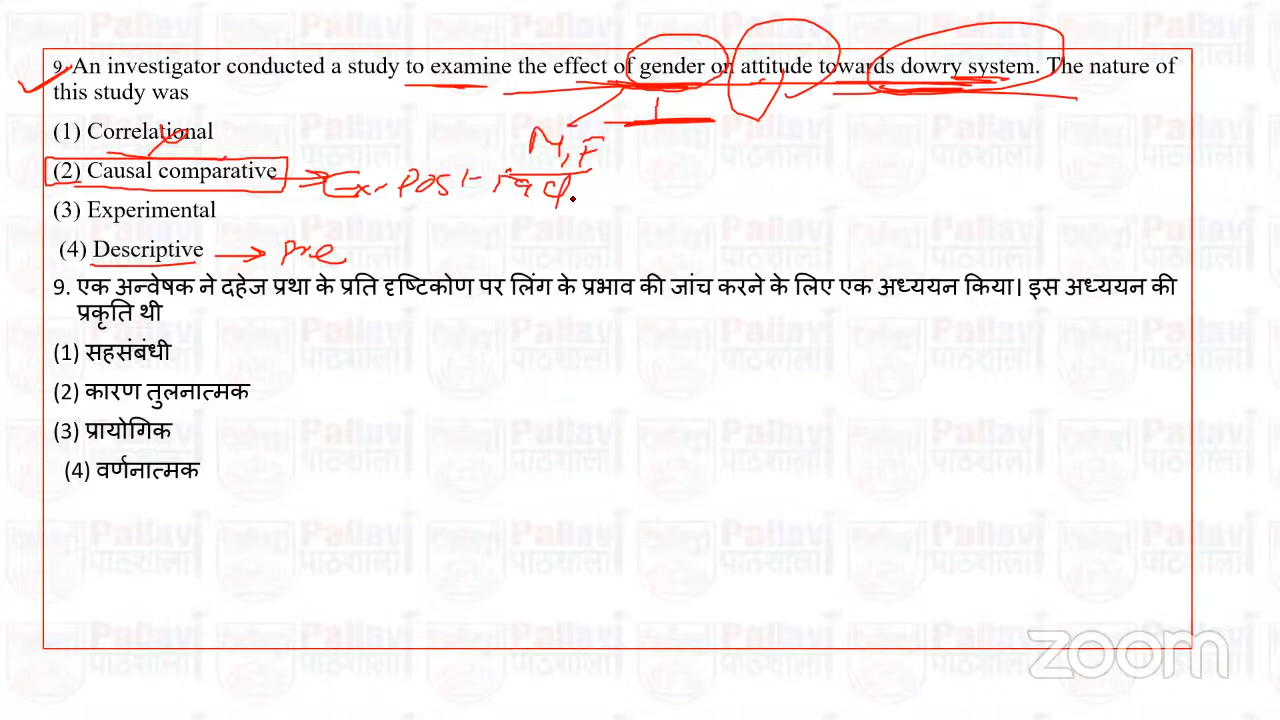 9. An investigator conducted a study to examine the effect of gender on attitude towards dowry system. The nature of
this study was
(1) Correlational
M, F
(2) Causal comparative
Ex-Post-
(3) Experimental
(4) Descriptive
9. एक अन्वेषक ने दहेज प्रथा के प्रति दृष्टिकोण पर लिंग के प्रभाव की जांच करने के लिए एक अध्ययन किया। इस अध्ययन की
प्रकृति थी
(1) सहसंबंधी
(2) कारण तुलनात्मक
(3) प्रायोगिक
(4) वर्णनात्मक
zoom